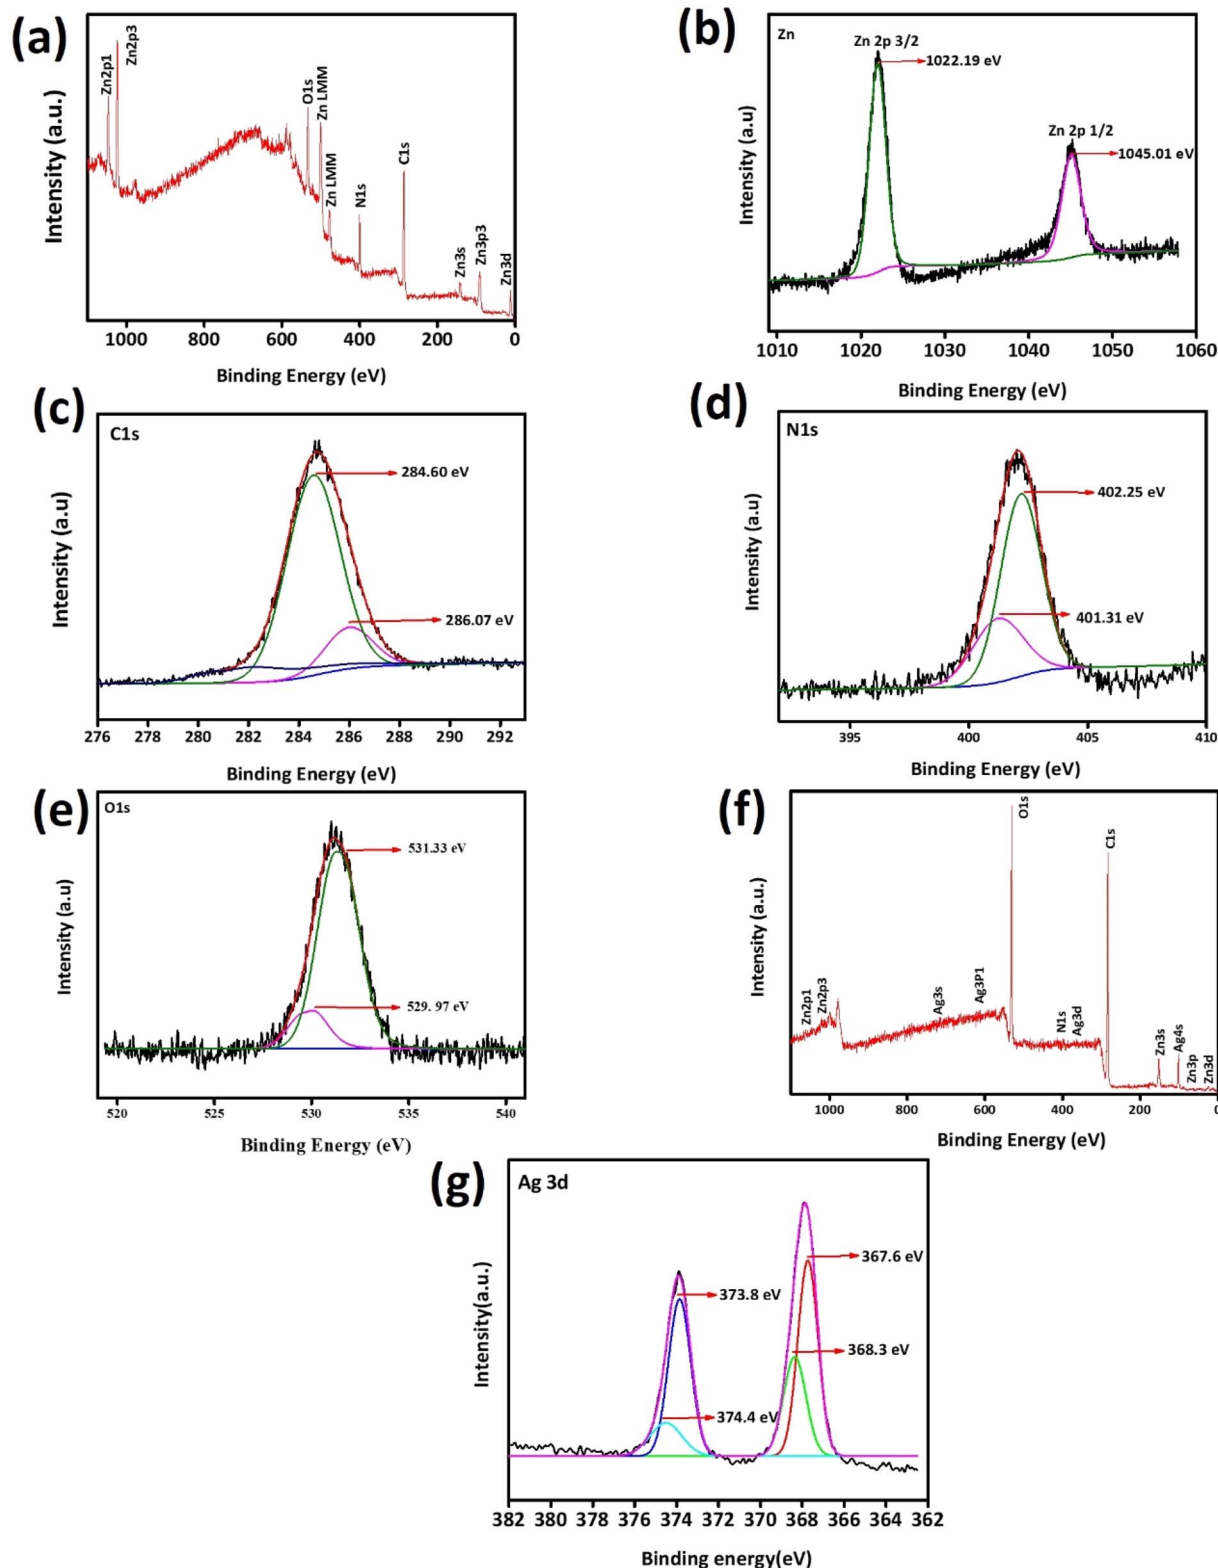 (a)
Zn2p1
Zn2p3
O1s
Zn LMM
Zn LMM
N1s
C1s
Zn3s
Zn3p3
Zn3d
Intensity (a.u.)
1000 800 600 400 200 0
Binding Energy (eV)
(b)
Zn
Zn 2p 3/2
1022.19 eV
Zn 2p 1/2
1045.01 eV
Intensity (a.u)
1010 1020 1030 1040 1050 1060
Binding Energy (eV)
(c)
C1s
284.60 eV
286.07 eV
Intensity (a.u)
276 278 280 282 284 286 288 290 292
Binding Energy (eV)
(d)
N1s
402.25 eV
401.31 eV
Intensity (a.u)
395 400 405 410
Binding Energy (eV)
(e)
O1s
531.33 eV
529. 97 eV
Intensity (a.u)
520 525 530 535 540
Binding Energy (eV)
(f)
O1s
C1s
Zn2p1
Zn2p3
Ag3s
Ag3P1
N1s
Ag3d
Zn3s
Ag4s
Zn3p
Zn3d
Intensity (a.u.)
1000 800 600 400 200 0
Binding Energy (eV)
(g)
Ag 3d
367.6 eV
373.8 eV
368.3 eV
374.4 eV
Intensity(a.u.)
382 380 378 376 374 372 370 368 366 364 362
Binding energy(eV)